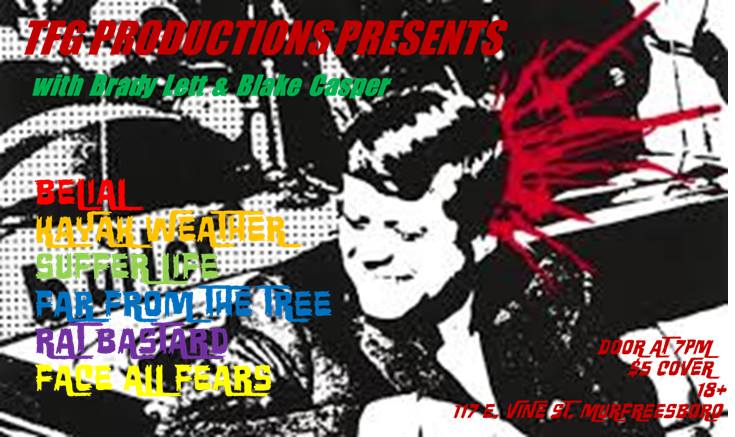 TFG PRODUCTIONS PRESENTS
with Brady Lett & Blake Casper
BELIAL
KAYAK WEATHER
SUFFER LIFE
FAR FROM THE TREE
RAT BASTARD
FACE ALL FEARS
DOOR AT 7PM
$5 COVER
18+
117 E. VINE ST, MURFREESBORO